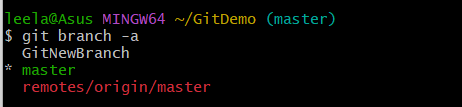 leela@Asus MINGW64 ~/GitDemo (master)
$ git branch -a
  GitNewBranch
* master
  remotes/origin/master